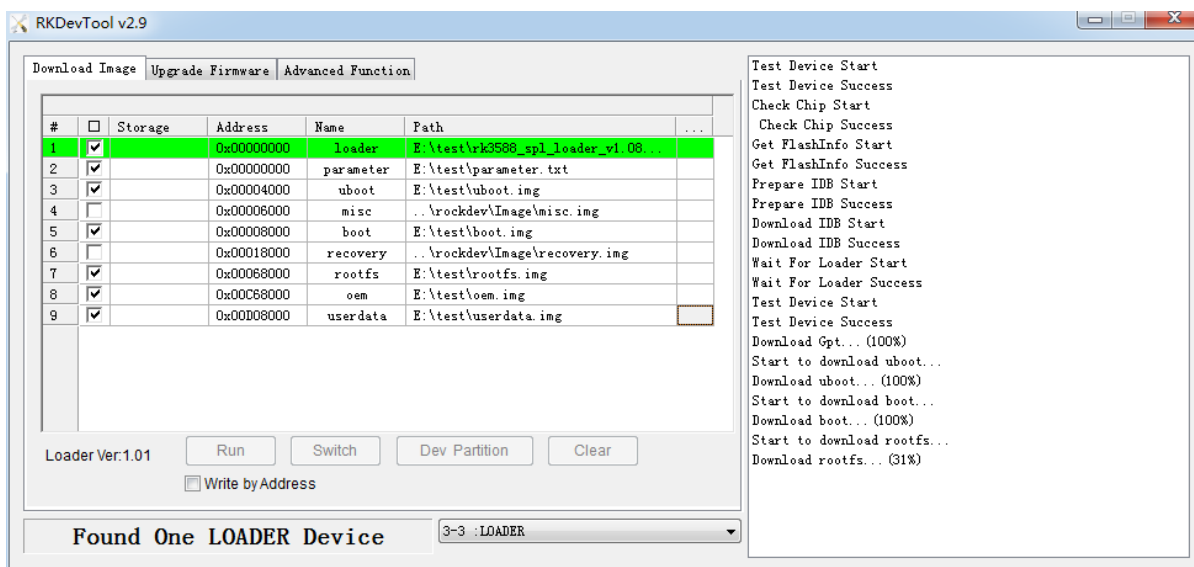 RKDevTool v2.9
Download Image Upgrade Firmware Advanced Function
# Storage Address Name Path ...
1 0x00000000 loader E:\test\rk3588_spl_loader_v1.08...
2 0x00000000 parameter E:\test\parameter.txt
3 0x00004000 uboot E:\test\uboot.img
4 0x00006000 misc ..\rockdev\Image\misc.img
5 0x00008000 boot E:\test\boot.img
6 0x00018000 recovery ..\rockdev\Image\recovery.img
7 0x00068000 rootfs E:\test\rootfs.img
8 0x00C68000 oem E:\test\oem.img
9 0x00D08000 userdata E:\test\userdata.img
Loader Ver:1.01 Run Switch Dev Partition Clear
Write by Address
Found One LOADER Device 3-3 :LOADER
Test Device Start
Test Device Success
Check Chip Start
Check Chip Success
Get FlashInfo Start
Get FlashInfo Success
Prepare IDB Start
Prepare IDB Success
Download IDB Start
Download IDB Success
Wait For Loader Start
Wait For Loader Success
Test Device Start
Test Device Success
Download Gpt... (100%)
Start to download uboot...
Download uboot... (100%)
Start to download boot...
Download boot... (100%)
Start to download rootfs...
Download rootfs... (31%)